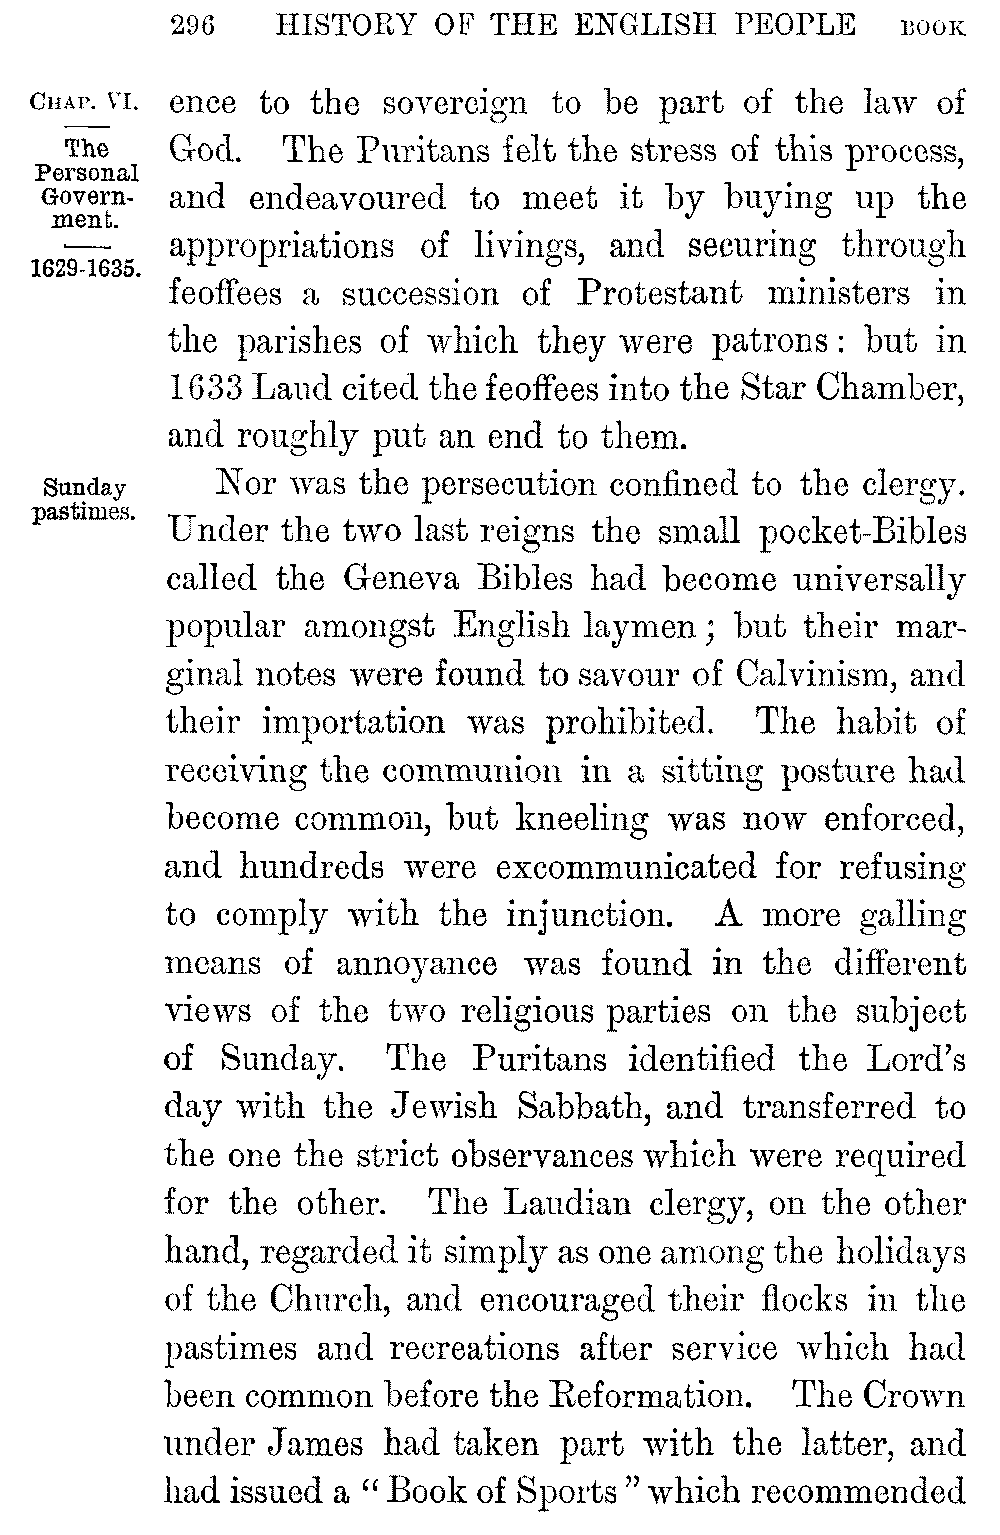 296 HISTORY OF THE ENGLISH PEOPLE BOOK
CHAP. VI.
The
Personal
Govern-
ment.
1629-1635.
ence to the sovereign to be part of the law of
God. The Puritans felt the stress of this process,
and endeavoured to meet it by buying up the
appropriations of livings, and securing through
feoffees a succession of Protestant ministers in
the parishes of which they were patrons: but in
1633 Laud cited the feoffees into the Star Chamber,
and roughly put an end to them.
Sunday
pastimes.
Nor was the persecution confined to the clergy.
Under the two last reigns the small pocket-Bibles
called the Geneva Bibles had become universally
popular amongst English laymen; but their mar-
ginal notes were found to savour of Calvinism, and
their importation was prohibited. The habit of
receiving the communion in a sitting posture had
become common, but kneeling was now enforced,
and hundreds were excommunicated for refusing
to comply with the injunction. A more galling
means of annoyance was found in the different
views of the two religious parties on the subject
of Sunday. The Puritans identified the Lord's
day with the Jewish Sabbath, and transferred to
the one the strict observances which were required
for the other. The Laudian clergy, on the other
hand, regarded it simply as one among the holidays
of the Church, and encouraged their flocks in the
pastimes and recreations after service which had
been common before the Reformation. The Crown
under James had taken part with the latter, and
had issued a "Book of Sports" which recommended